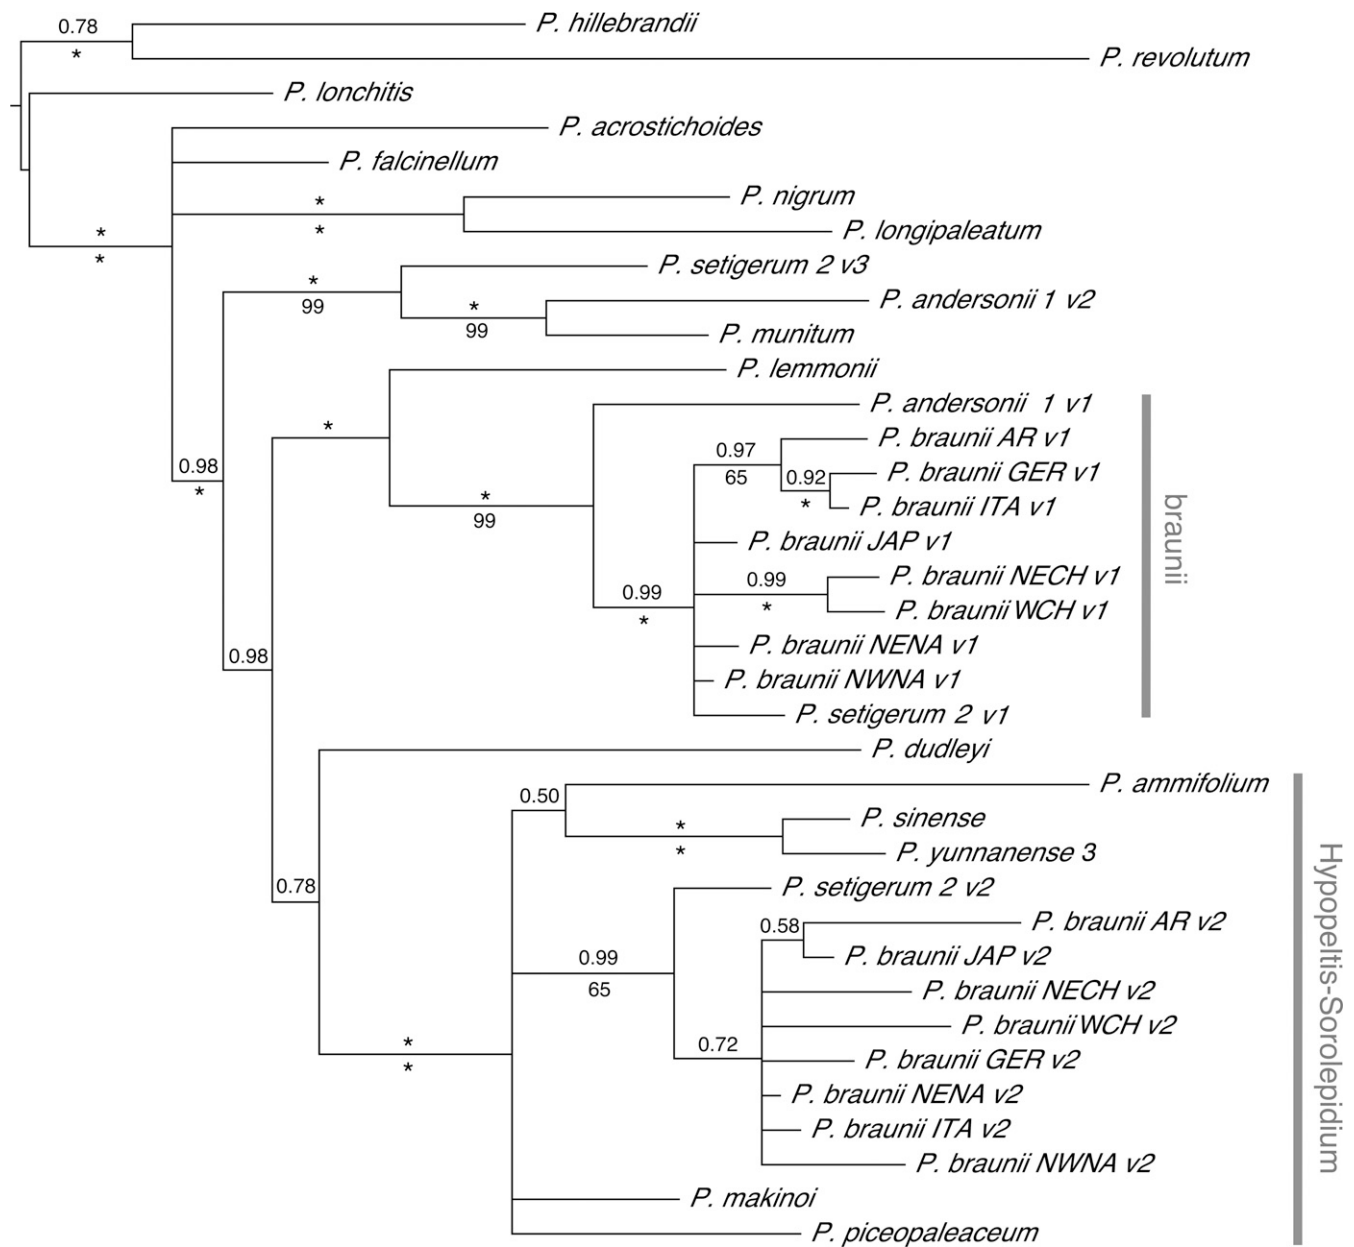 0.78
*
P. hillebrandii
P. revolutum
P. lonchitis
P. acrostichoides
P. falcinellum
*
*
P. nigrum
P. longipaleatum
*
*
P. setigerum 2 v3
*
99
P. andersonii 1 v2
*
99
P. munitum
P. lemmonii
P. andersonii 1 v1
*
P. braunii AR v1
0.97
65
P. braunii GER v1
0.92
*
P. braunii ITA v1
0.98
*
*
99
P. braunii JAP v1
P. braunii NECH v1
0.99
*
P. braunii WCH v1
0.99
*
P. braunii NENA v1
0.98
P. braunii NWNA v1
P. setigerum 2 v1
braunii
P. dudleyi
P. ammifolium
0.50
P. sinense
*
*
P. yunnanense 3
0.78
P. setigerum 2 v2
P. braunii AR v2
0.58
P. braunii JAP v2
0.99
65
P. braunii NECH v2
P. braunii WCH v2
*
*
0.72
P. braunii GER v2
P. braunii NENA v2
P. braunii ITA v2
P. braunii NWNA v2
P. makinoi
P. piceopaleaceum
Hypopeltis-Sorolepidium